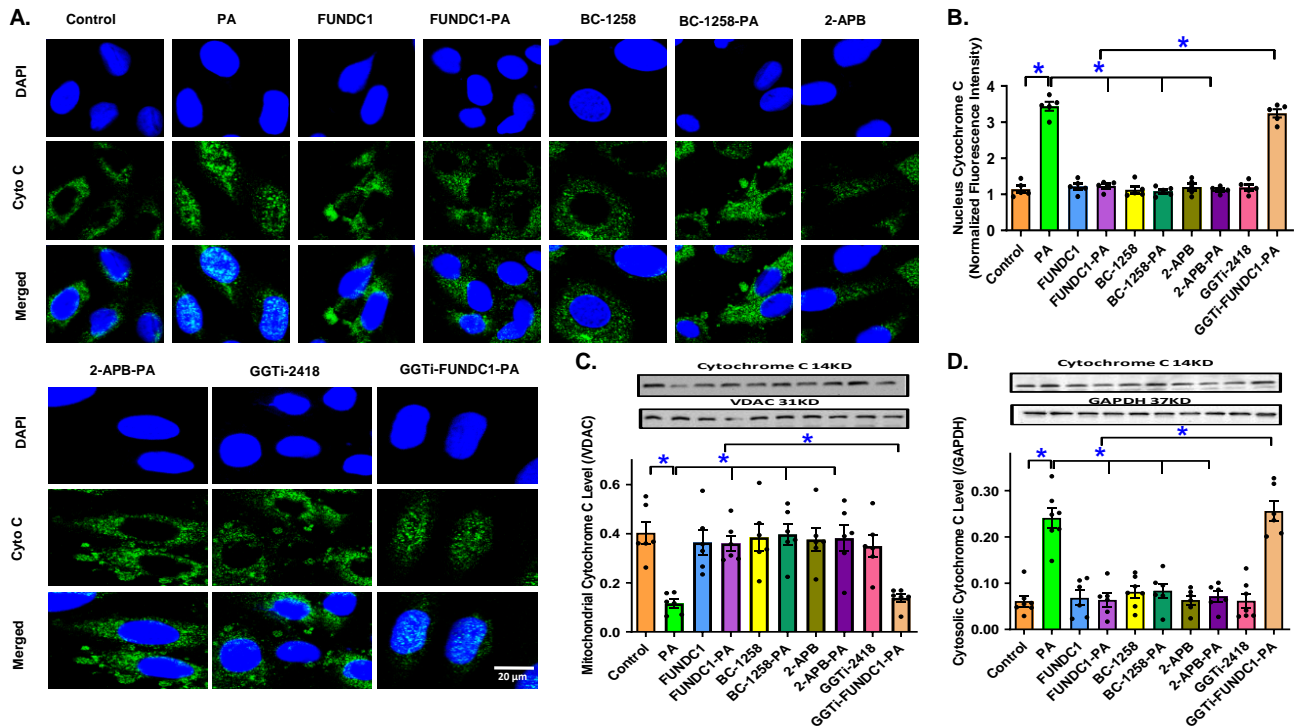 A.
Control PA FUNDC1 FUNDC1-PA BC-1258 BC-1258-PA 2-APB
DAPI
Cyto C
Merged
2-APB-PA GGTi-2418 GGTi-FUNDC1-PA
DAPI
Cyto C
Merged
20 µm
B.
Nucleus Cytochrome C
(Normalized Fluorescence Intensity)
* * *
4
3
2
1
0
Control PA FUNDC1 FUNDC1-PA BC-1258 BC-1258-PA 2-APB 2-APB-PA GGTi-2418 GGTi-FUNDC1-PA
C.
Cytochrome C 14KD
VDAC 31KD
* * *
Mitochondrial Cytochrome C Level (/VDAC)
0.6
0.4
0.2
0.0
Control PA FUNDC1 FUNDC1-PA BC-1258 BC-1258-PA 2-APB 2-APB-PA GGTi-2418 GGTi-FUNDC1-PA
D.
Cytochrome C 14KD
GAPDH 37KD
* * *
Cytosolic Cytochrome C Level (/GAPDH)
0.30
0.20
0.10
0.00
Control PA FUNDC1 FUNDC1-PA BC-1258 BC-1258-PA 2-APB 2-APB-PA GGTi-2418 GGTi-FUNDC1-PA